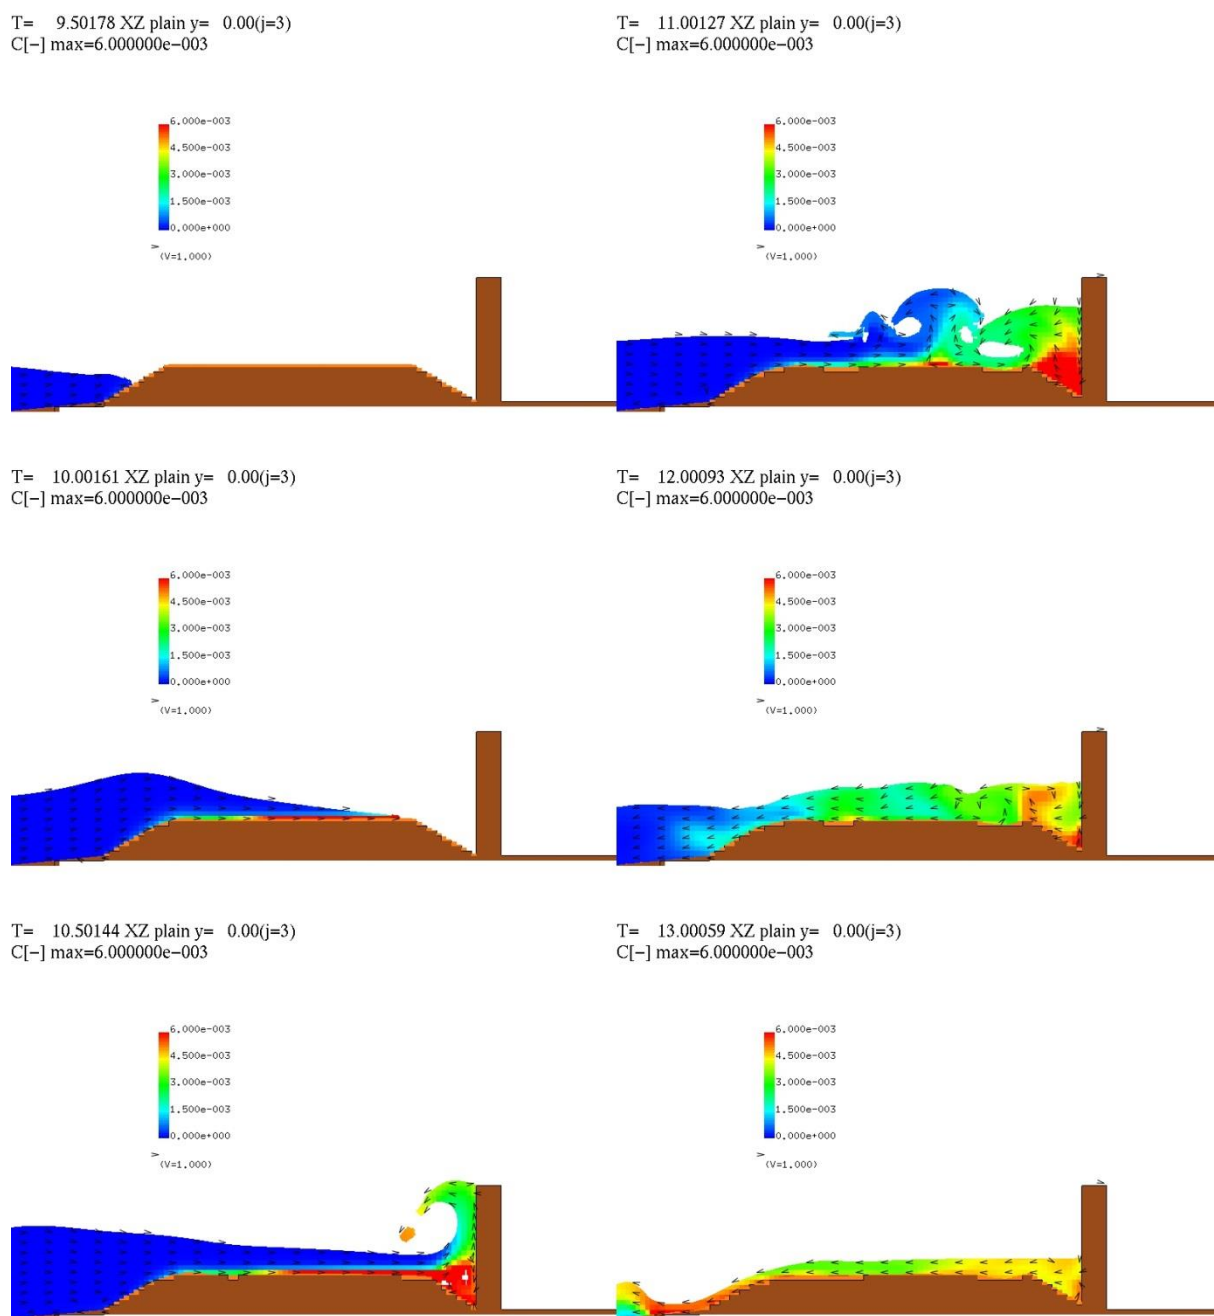 T= 9.50178 XZ plain y= 0.00(j=3)
C[−] max=6.000000e−003
6.000e-003
4.500e-003
3.000e-003
1.500e-003
0.000e+000
(V=1.000)
T= 11.00127 XZ plain y= 0.00(j=3)
C[−] max=6.000000e−003
6.000e-003
4.500e-003
3.000e-003
1.500e-003
0.000e+000
(V=1.000)
T= 10.00161 XZ plain y= 0.00(j=3)
C[−] max=6.000000e−003
6.000e-003
4.500e-003
3.000e-003
1.500e-003
0.000e+000
(V=1.000)
T= 12.00093 XZ plain y= 0.00(j=3)
C[−] max=6.000000e−003
6.000e-003
4.500e-003
3.000e-003
1.500e-003
0.000e+000
(V=1.000)
T= 10.50144 XZ plain y= 0.00(j=3)
C[−] max=6.000000e−003
6.000e-003
4.500e-003
3.000e-003
1.500e-003
0.000e+000
(V=1.000)
T= 13.00059 XZ plain y= 0.00(j=3)
C[−] max=6.000000e−003
6.000e-003
4.500e-003
3.000e-003
1.500e-003
0.000e+000
(V=1.000)